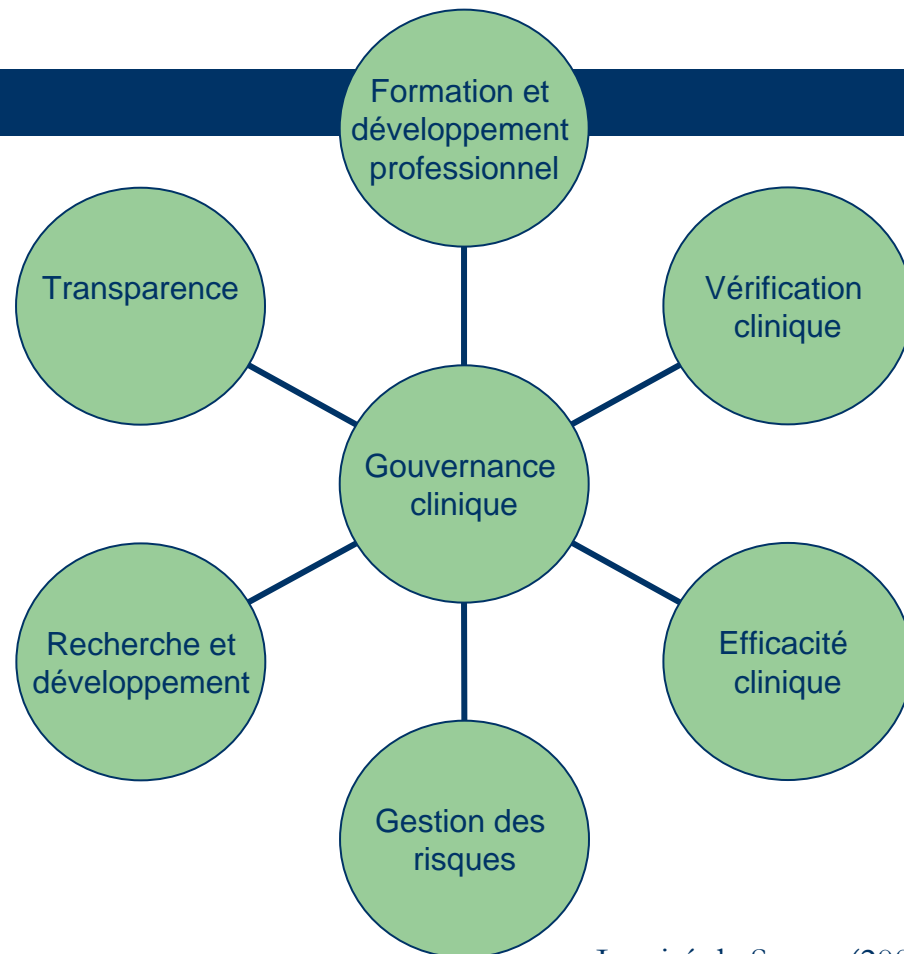 Formation et
développement
professionnel
Transparence
Vérification
clinique
Gouvernance
clinique
Recherche et
développement
Efficacité
clinique
Gestion des
risques